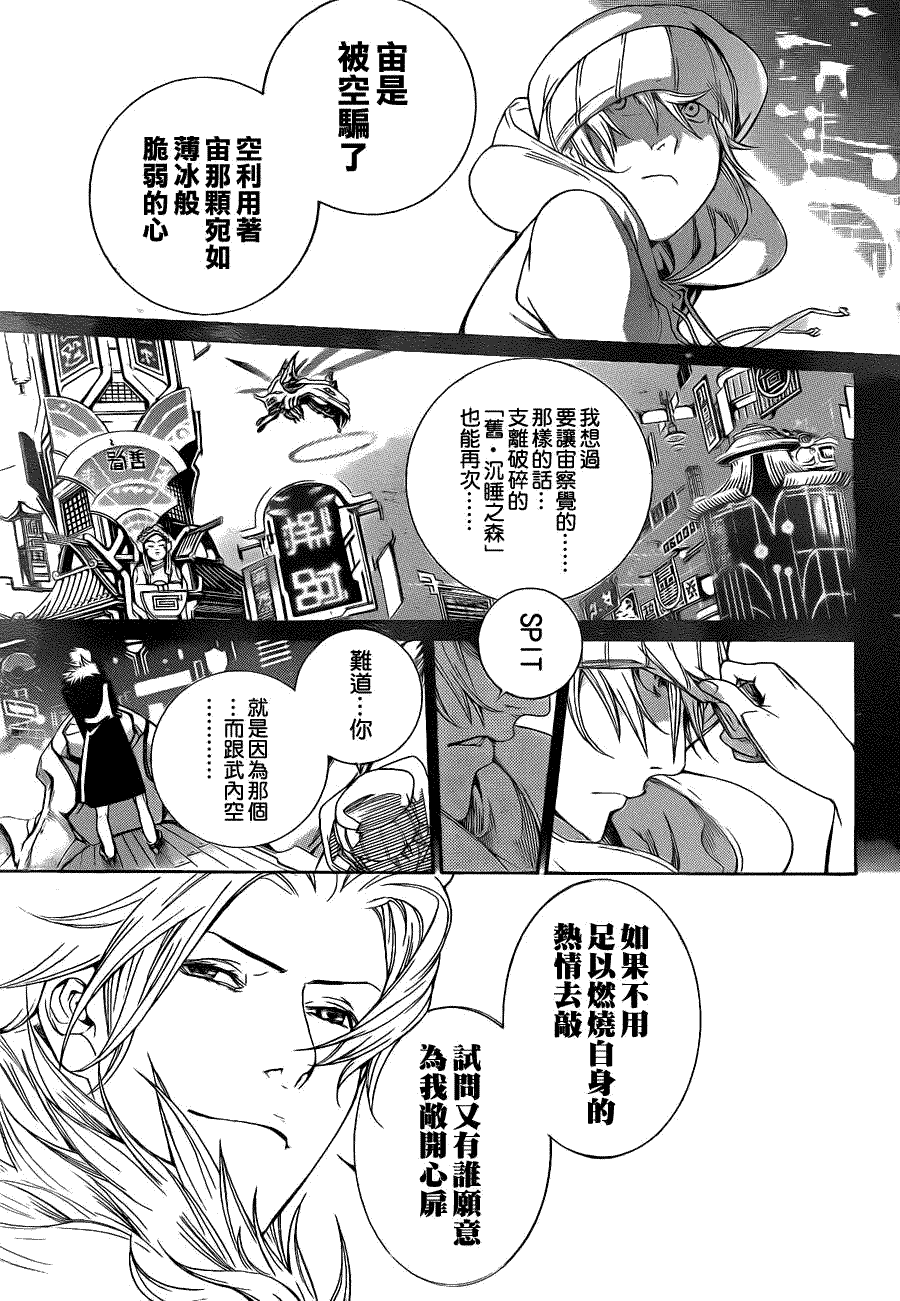 宙是
被空騙了
空利用著
宙那顆宛如
薄冰般
脆弱的心
我想過
要讓宙察覺的……
那樣的話…
支離破碎的
「舊・沉睡之森」
也能再次……
SPIT
難道…你
就是因為那個
…而跟武內空
………
如果不用
足以燃燒自身的
熱情去敲
試問又有誰願意
為我敞開心扉